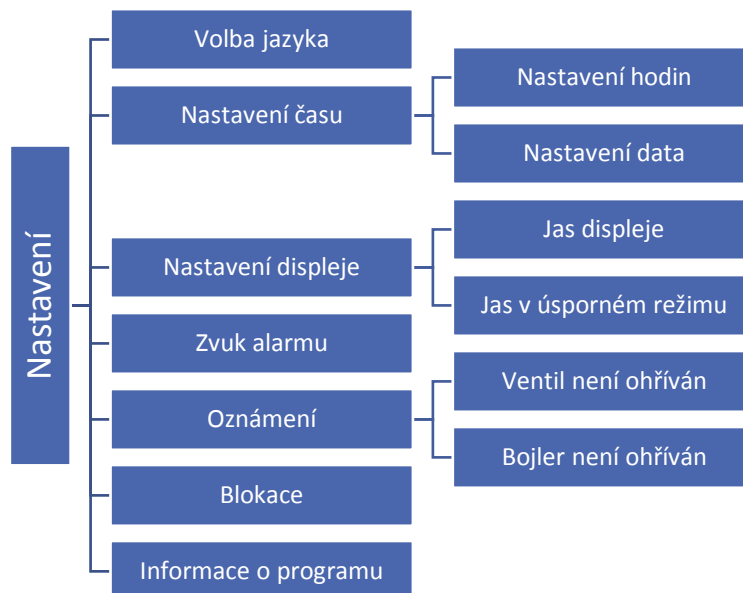 Nastavení
Volba jazyka
Nastavení času
Nastavení hodin
Nastavení data
Nastavení displeje
Jas displeje
Jas v úsporném režimu
Zvuk alarmu
Oznámení
Ventil není ohříván
Bojler není ohříván
Blokace
Informace o programu